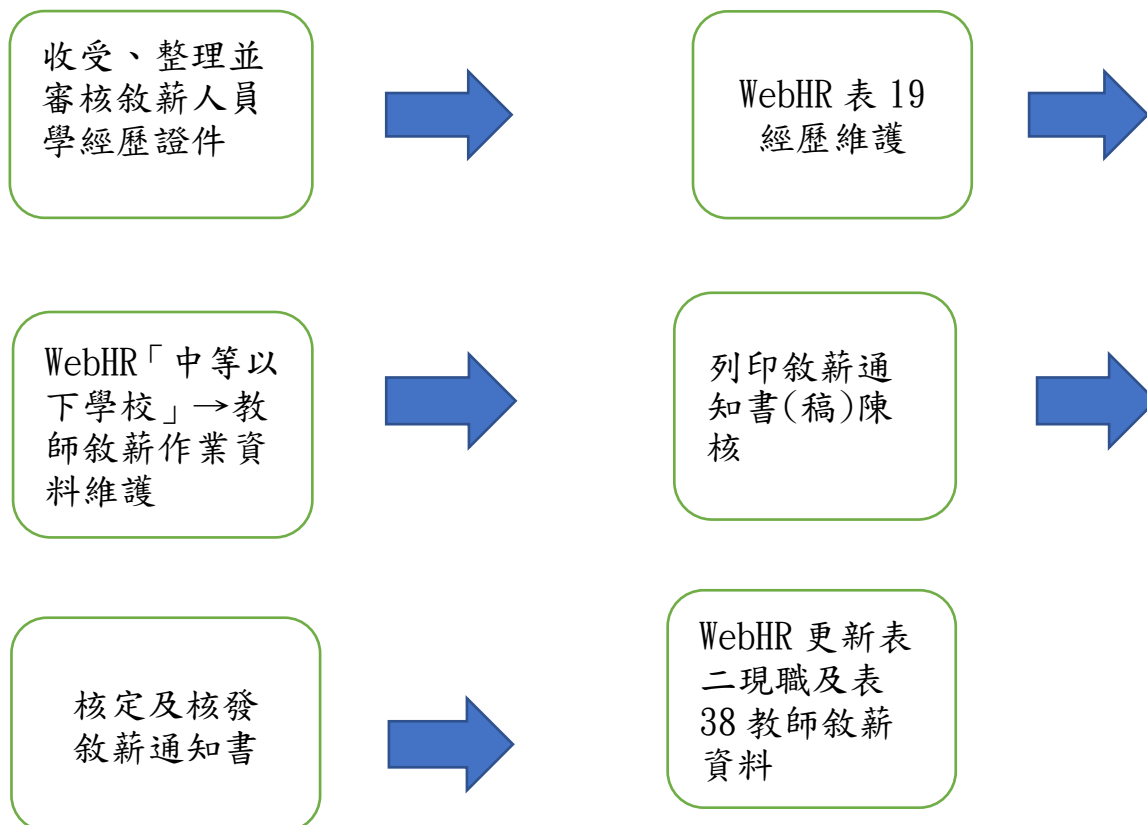 收受、整理並
審核敘薪人員
學經歷證件
WebHR 表 19
經歷維護
WebHR「中等以
下學校」→教
師敘薪作業資
料維護
列印敘薪通
知書(稿)陳
核
核定及核發
敘薪通知書
WebHR 更新表
二現職及表
38 教師敘薪
資料